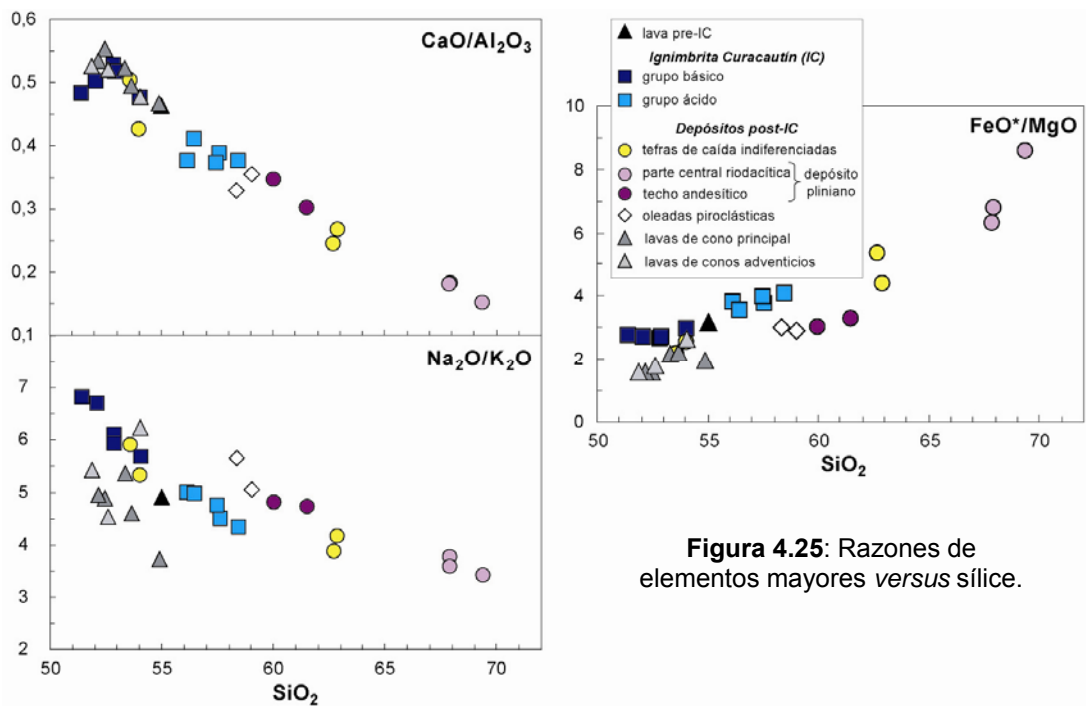 0,6
0,5
0,4
0,3
0,2
0,1
CaO/Al₂O₃
7
6
5
4
3
2
Na₂O/K₂O
50 55 60 65 70
SiO₂
lava pre-IC
Ignimbrita Curacautín (IC)
grupo básico
grupo ácido
Depósitos post-IC
tefras de caída indiferenciadas
parte central riodacítica
techo andesítico
depósito
pliniano
oleadas piroclásticas
lavas de cono principal
lavas de conos adventicios
10
8
6
4
2
0
FeO*/MgO
50 55 60 65 70
SiO₂
Figura 4.25: Razones de
elementos mayores versus sílice.